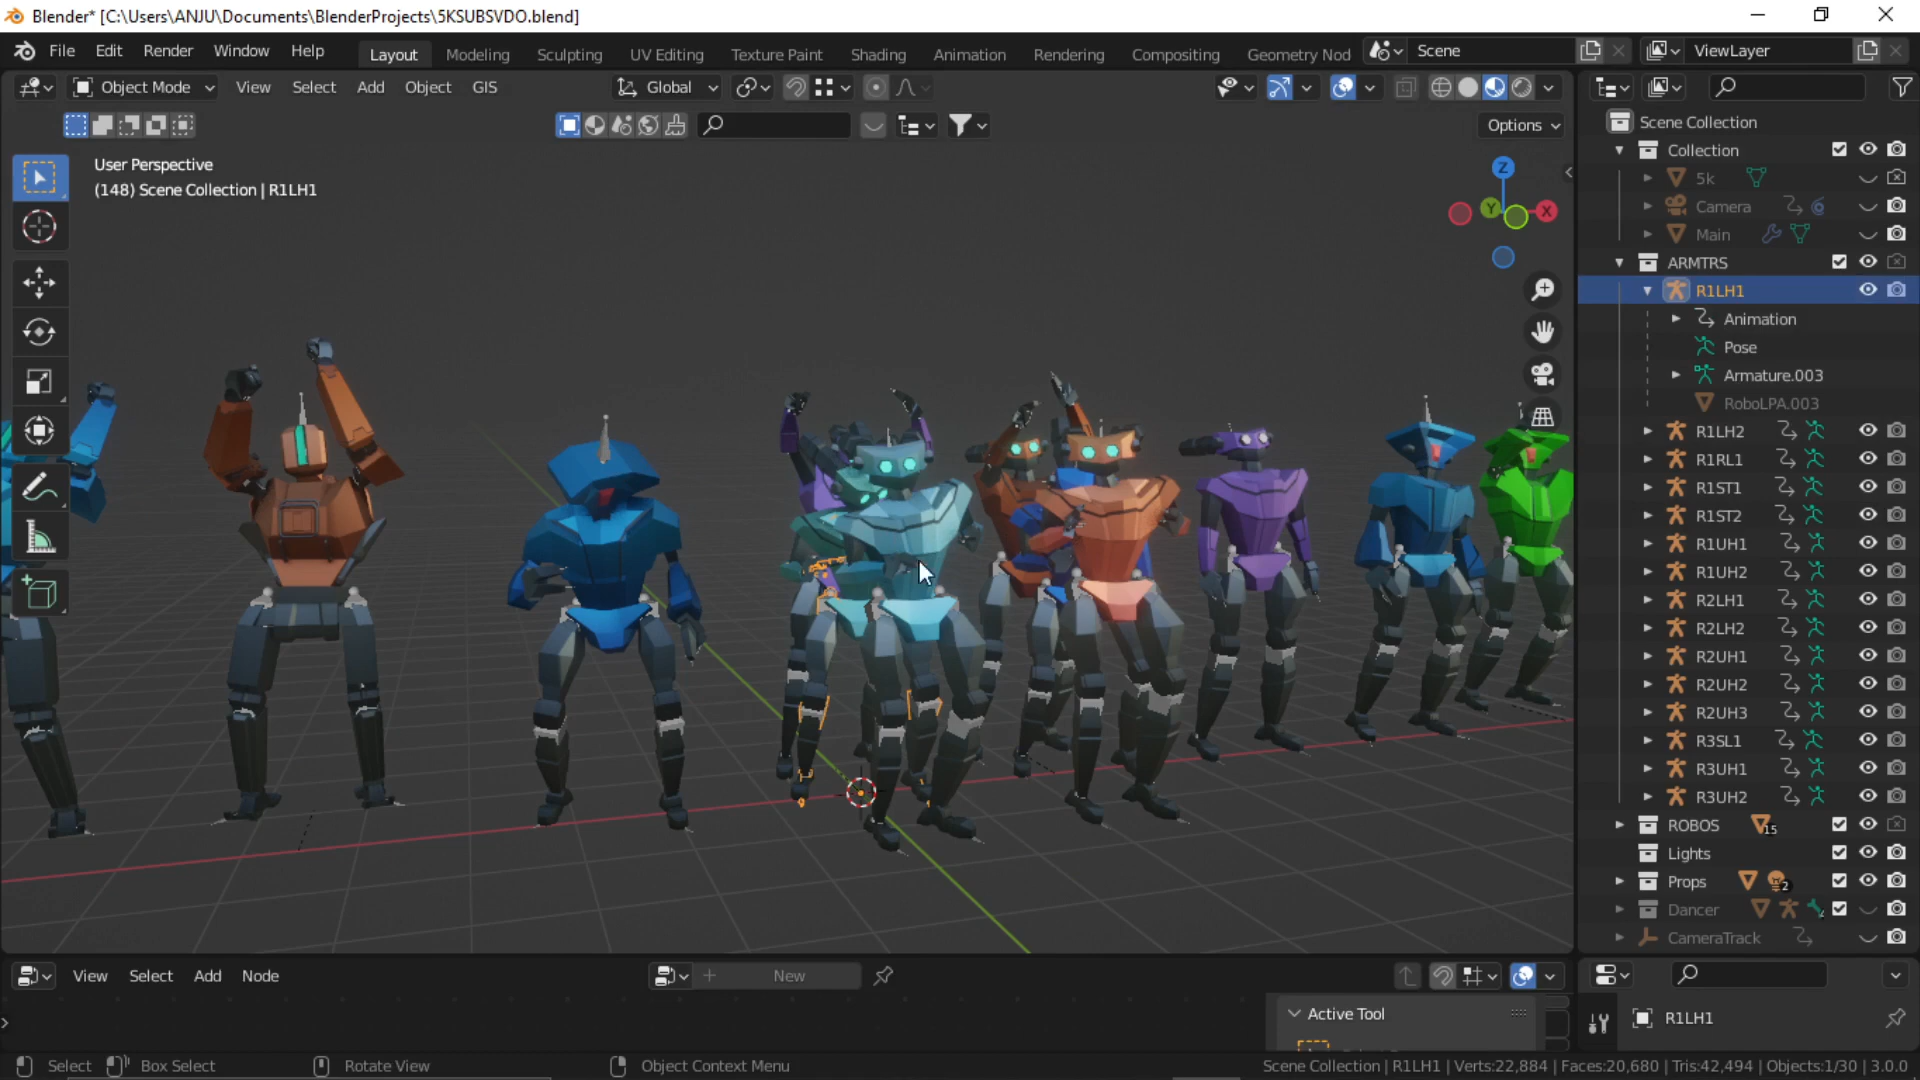 Blender* [C:\Users\ANJU\Documents\BlenderProjects\5KSUBSVDO.blend]
File Edit Render Window Help Layout Modeling Sculpting UV Editing Texture Paint Shading Animation Rendering Compositing Geometry Nod Scene ViewLayer
Object Mode View Select Add Object GIS Global
Options
User Perspective
(148) Scene Collection | R1LH1
Z
Y
X
Scene Collection
Collection
5k
Camera
Main
ARMTRS
R1LH1
Animation
Pose
Armature.003
RoboLPA.003
R1LH2
R1RL1
R1ST1
R1ST2
R1UH1
R1UH2
R2LH1
R2LH2
R2UH1
R2UH2
R2UH3
R3SL1
R3UH1
R3UH2
ROBOS 15
Lights
Props 2
Dancer
CameraTrack
View Select Add Node New
Active Tool
R1LH1
Select Box Select Rotate View Object Context Menu Scene Collection | R1LH1 | Verts:22,884 | Faces:20,680 | Tris:42,494 | Objects:1/30 | 3.0.0